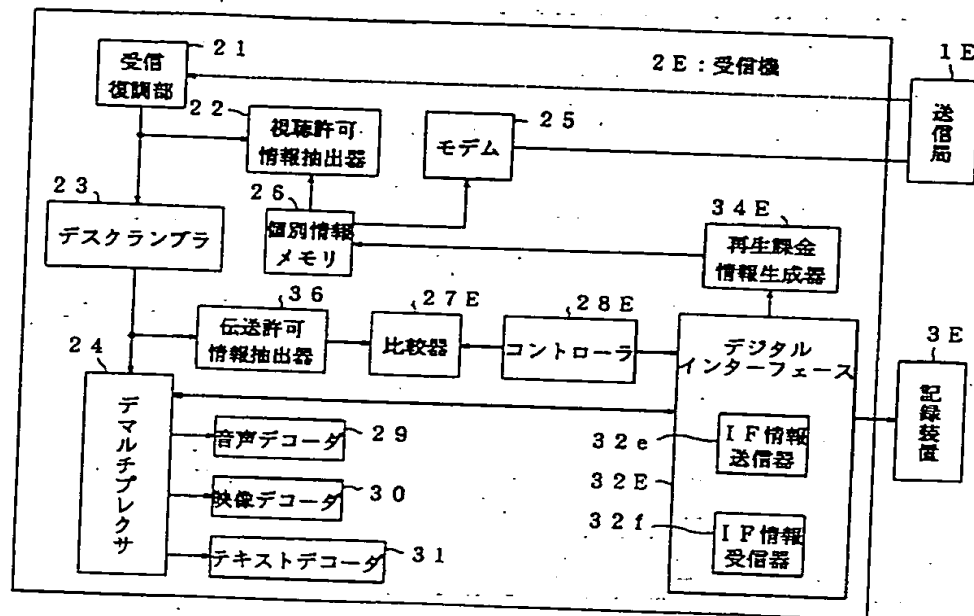 21
受信
復調部
2E：受信機
1E
送信局
22
視聴許可
情報抽出器
25
モデム
23
デスクランブラ
26
個別情報
メモリ
34E
再生課金
情報生成器
36
伝送許可
情報抽出器
27E
比較器
28E
コントローラ
デジタル
インターフェース
3E
記録装置
24
デマルチプレクサ
音声デコーダ
29
32e
IF情報
送信器
映像デコーダ
30
32E
テキストデコーダ
31
32f
IF情報
受信器